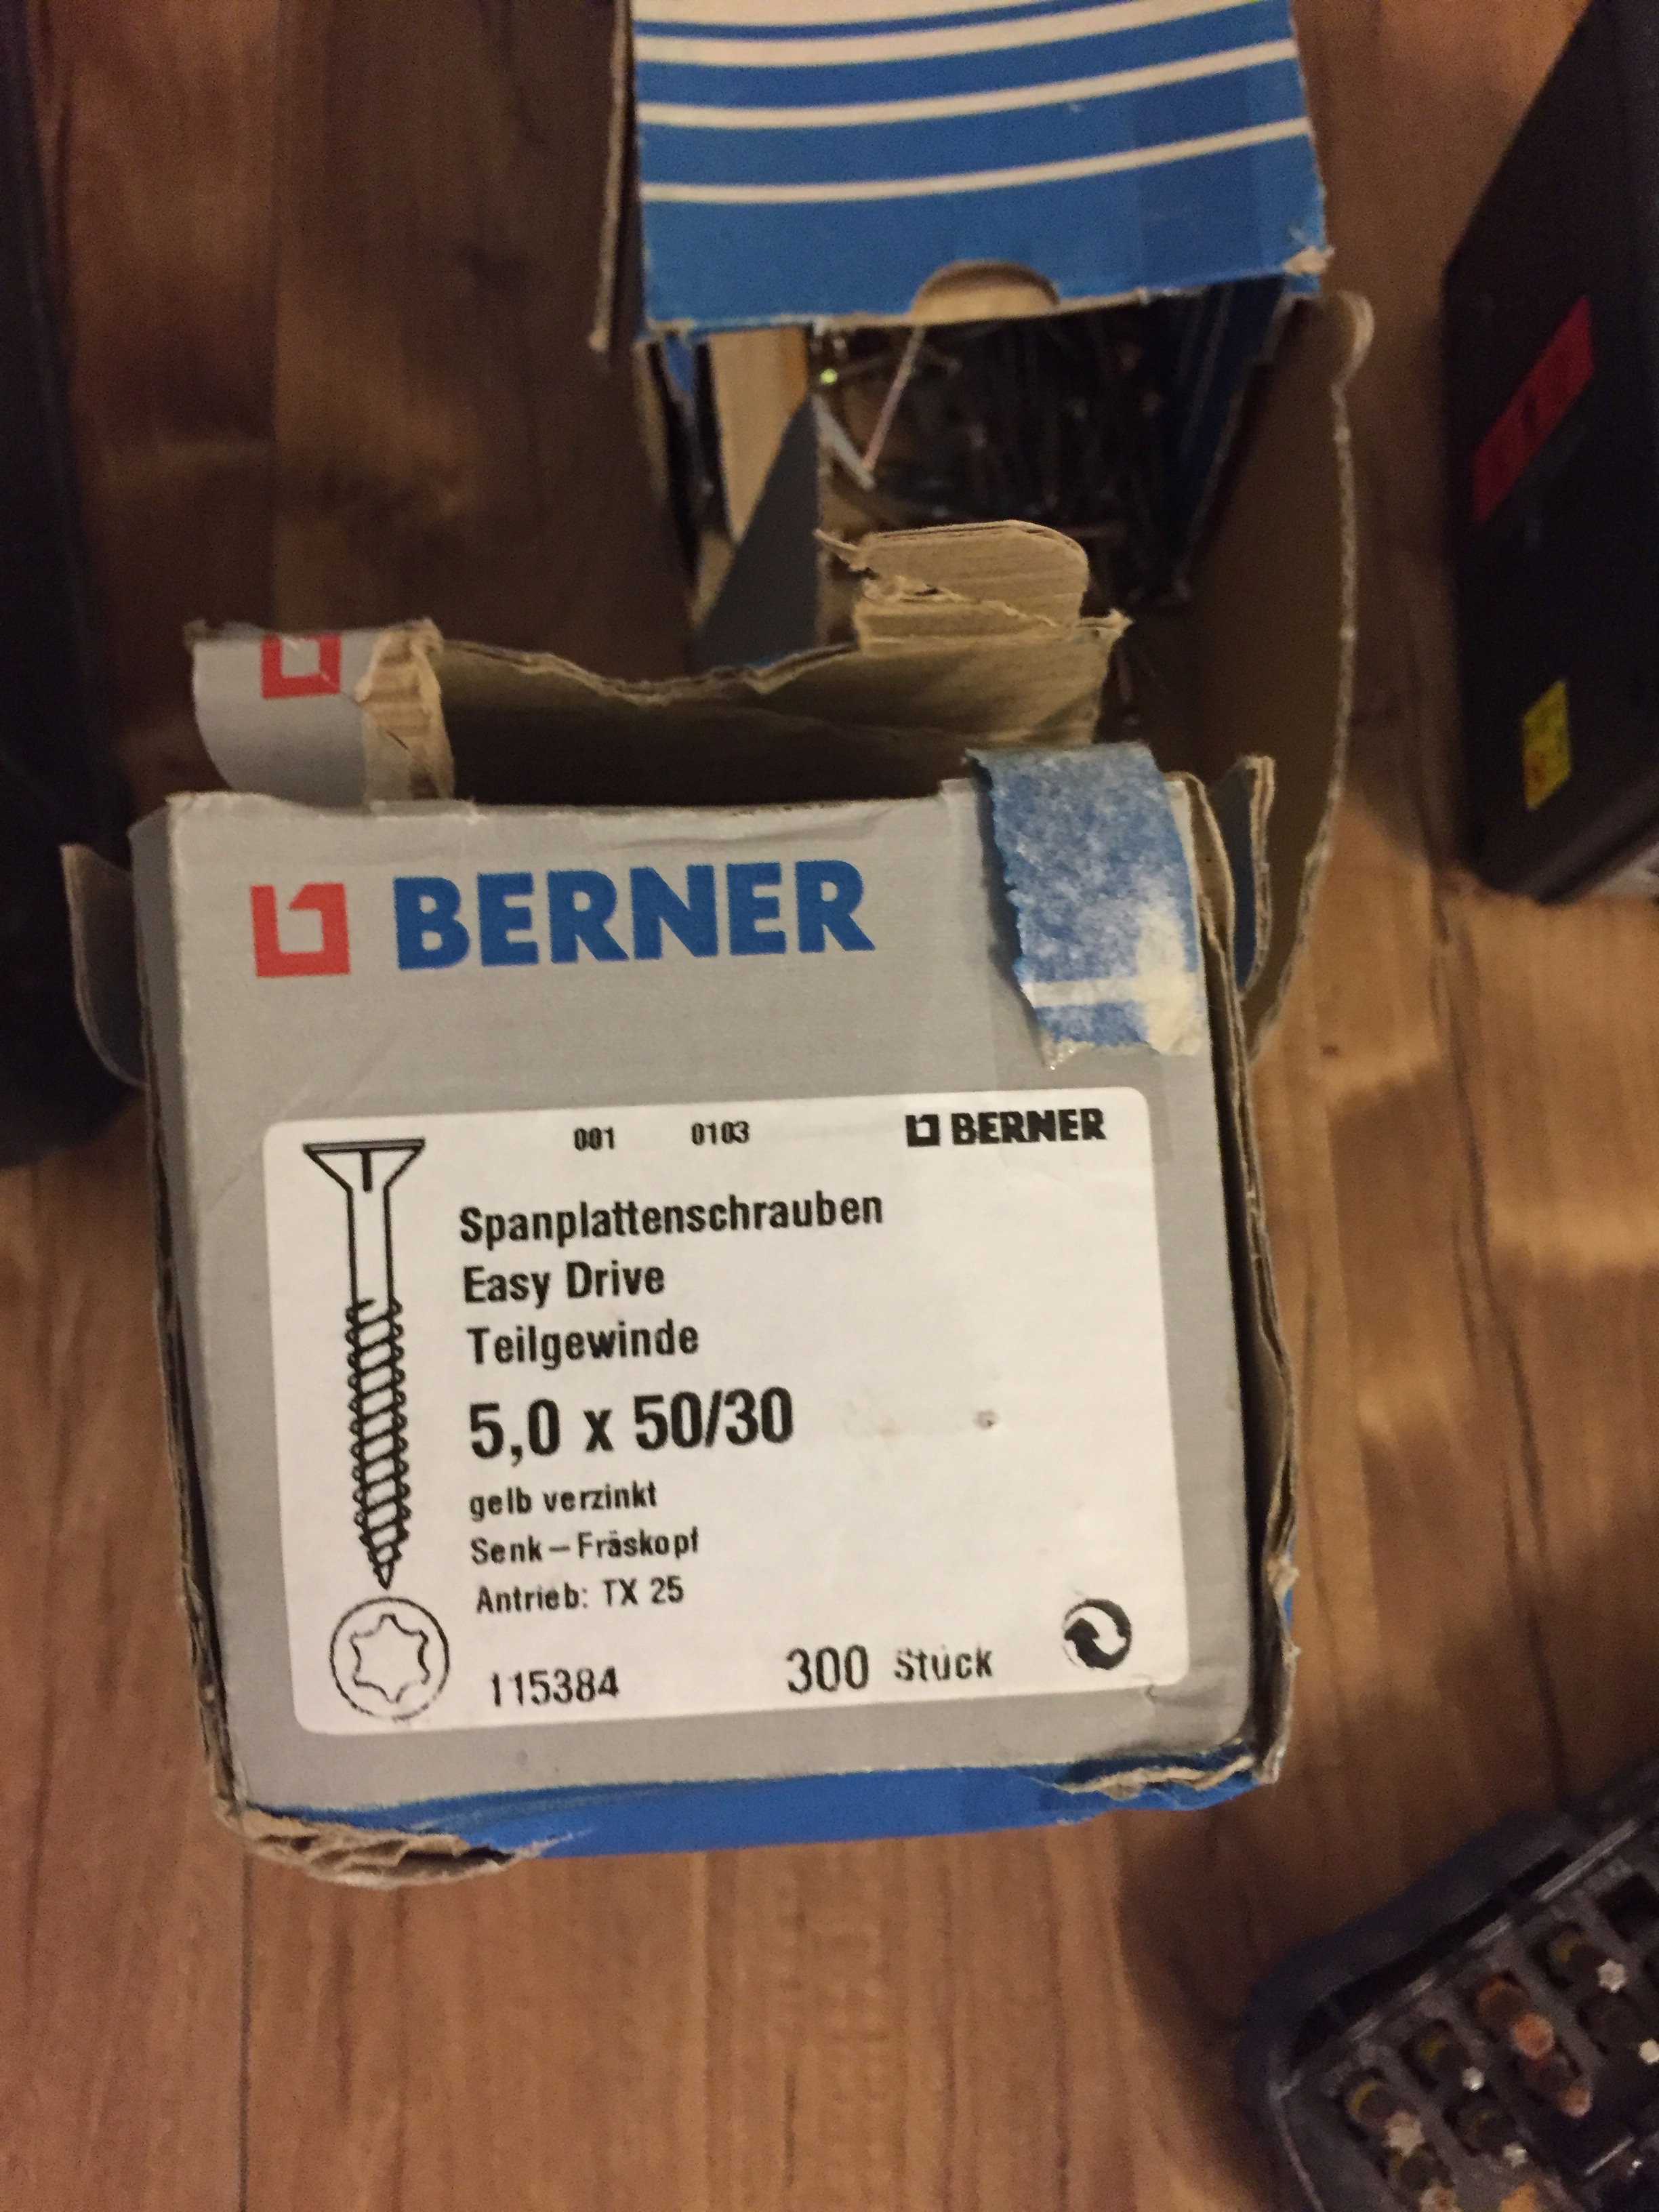 BERNER
001 0103 BERNER
Spanplattenschrauben
Easy Drive
Teilgewinde
5,0 x 50/30
gelb verzinkt
Senk-Fräskopf
Antrieb: TX 25
115384 300 Stück